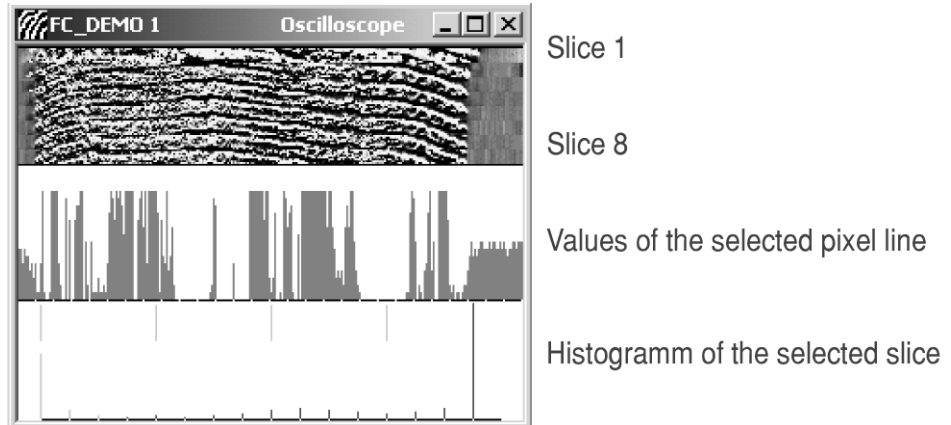 FC_DEMO 1 Oscilloscope
Slice 1
Slice 8
Values of the selected pixel line
Histogramm of the selected slice